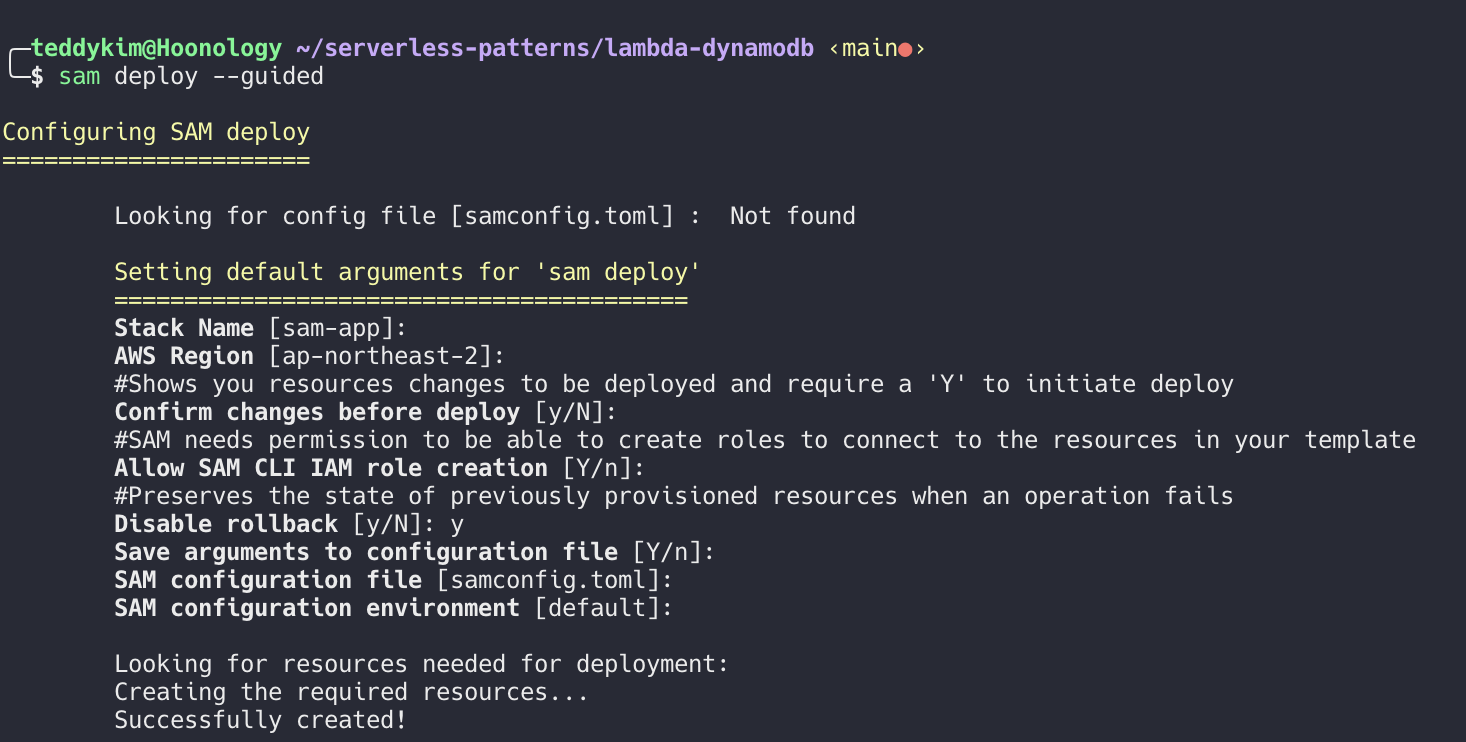 teddykim@Hoonology ~/serverless-patterns/lambda-dynamodb ‹main●›
$ sam deploy --guided
Configuring SAM deploy
======================
Looking for config file [samconfig.toml] :  Not found
Setting default arguments for 'sam deploy'
=========================================
Stack Name [sam-app]:
AWS Region [ap-northeast-2]:
#Shows you resources changes to be deployed and require a 'Y' to initiate deploy
Confirm changes before deploy [y/N]:
#SAM needs permission to be able to create roles to connect to the resources in your template
Allow SAM CLI IAM role creation [Y/n]:
#Preserves the state of previously provisioned resources when an operation fails
Disable rollback [y/N]: y
Save arguments to configuration file [Y/n]:
SAM configuration file [samconfig.toml]:
SAM configuration environment [default]:
Looking for resources needed for deployment:
Creating the required resources...
Successfully created!